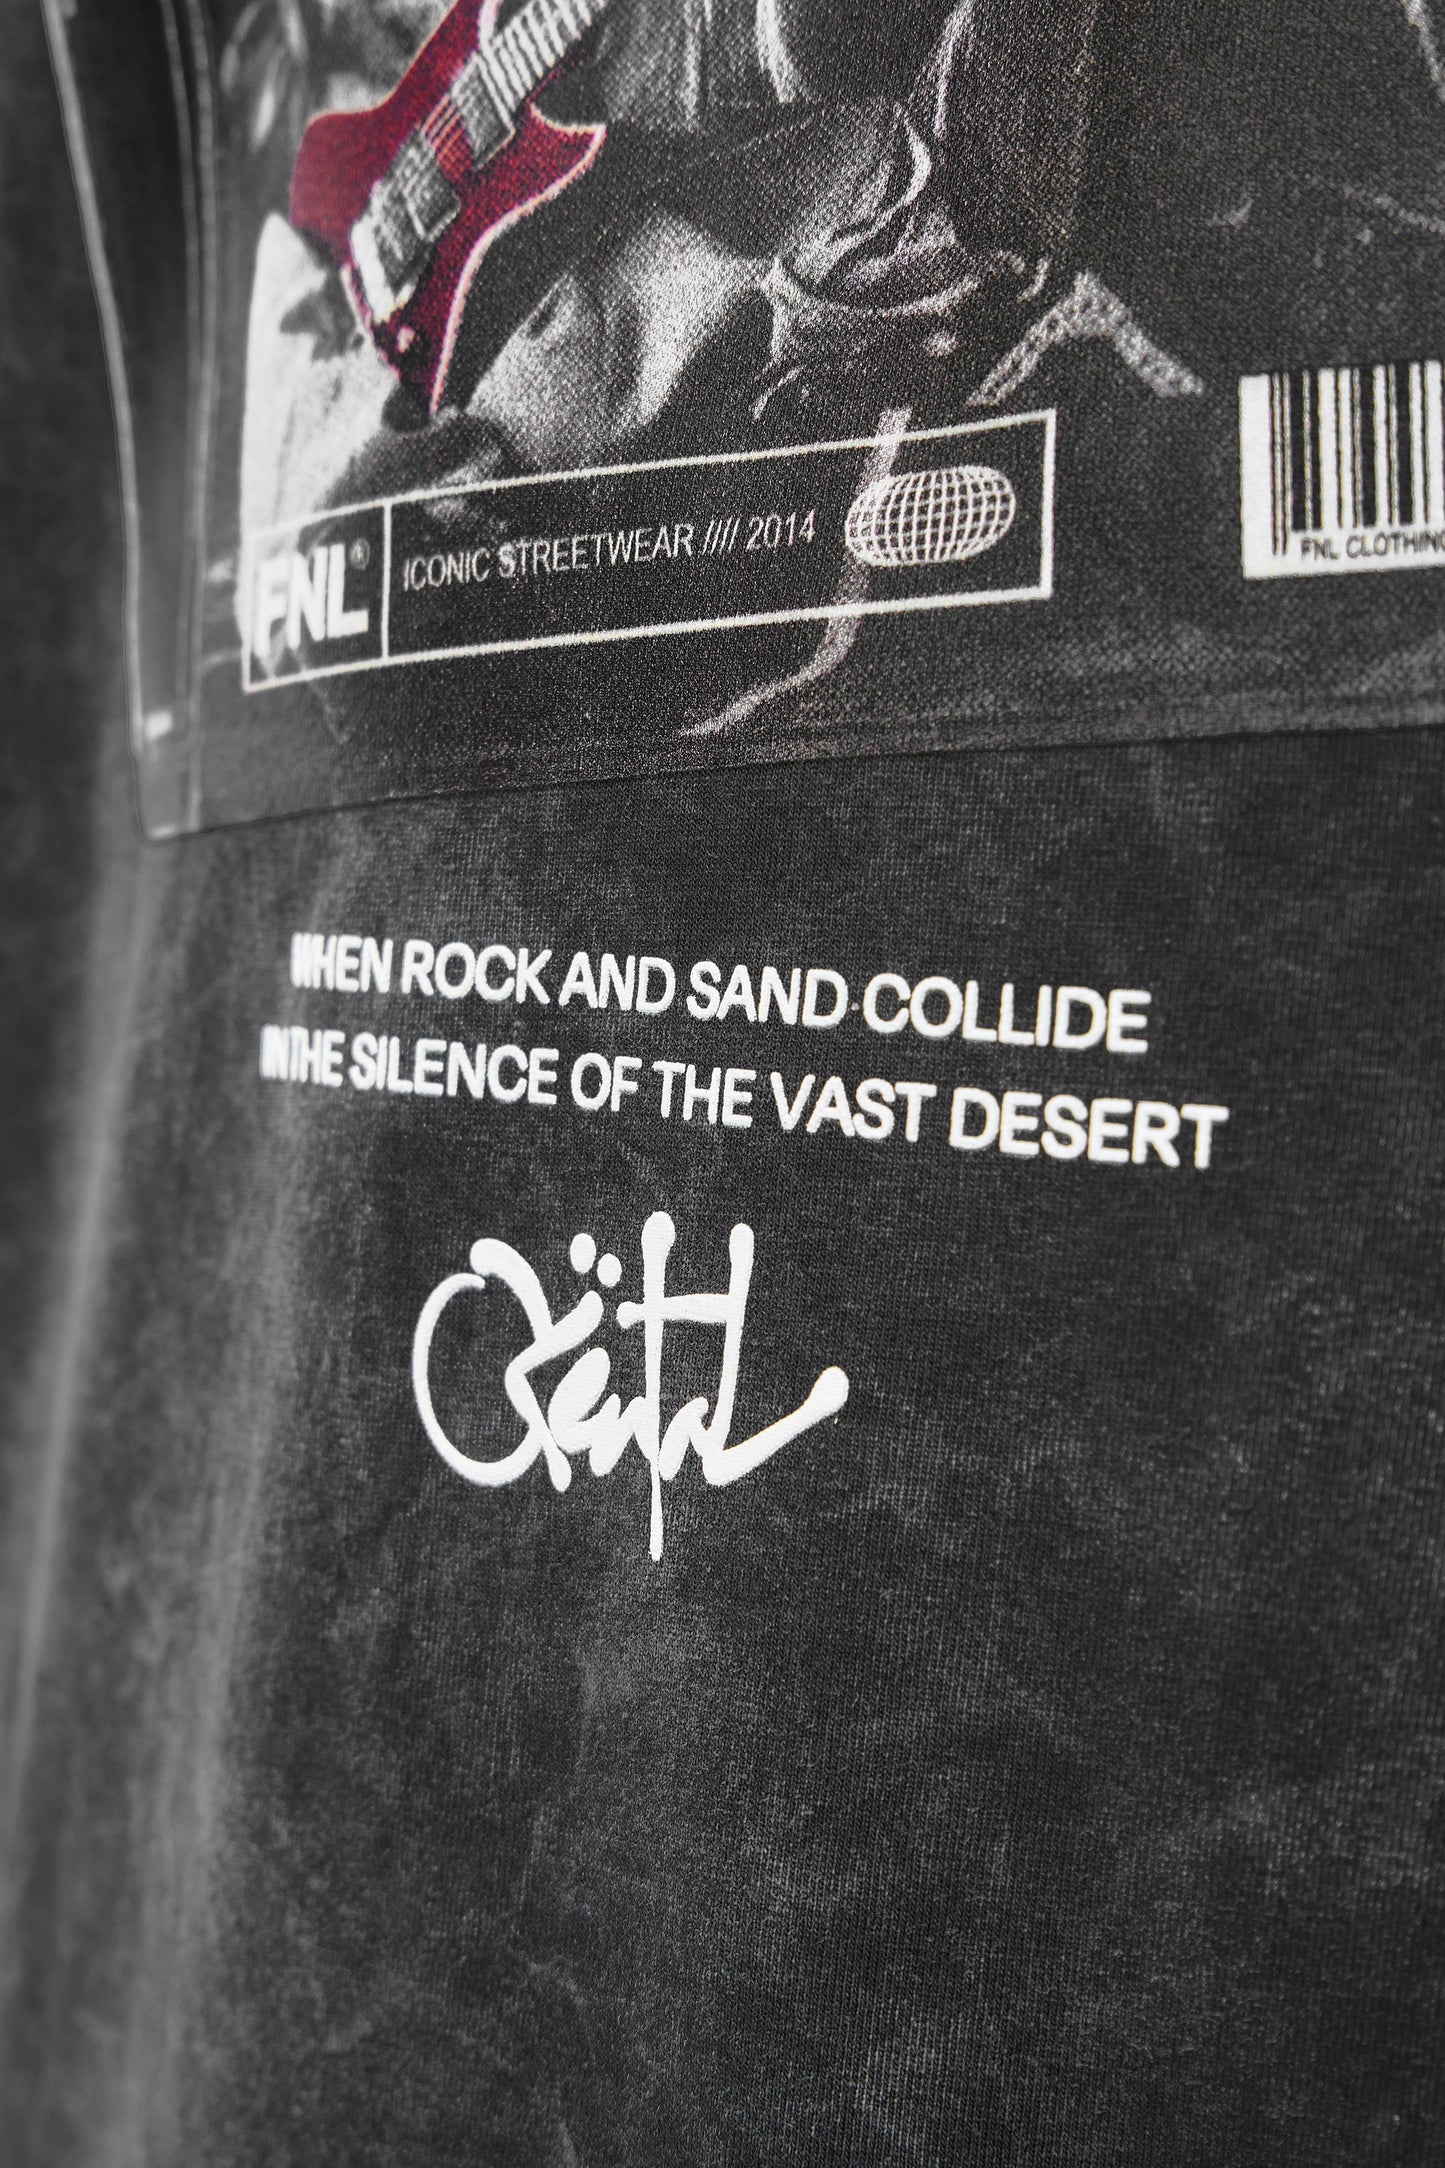 FNL®
ICONIC STREETWEAR //// 2014
FNL CLOTHING
WHEN ROCK AND SAND COLLIDE
IN THE SILENCE OF THE VAST DESERT